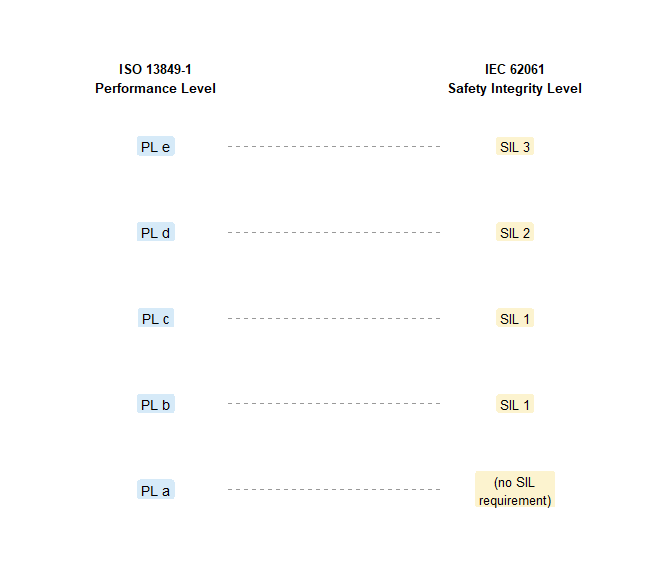 ISO 13849-1
Performance Level
IEC 62061
Safety Integrity Level
PL e
SIL 3
PL d
SIL 2
PL c
SIL 1
PL b
SIL 1
PL a
(no SIL
requirement)